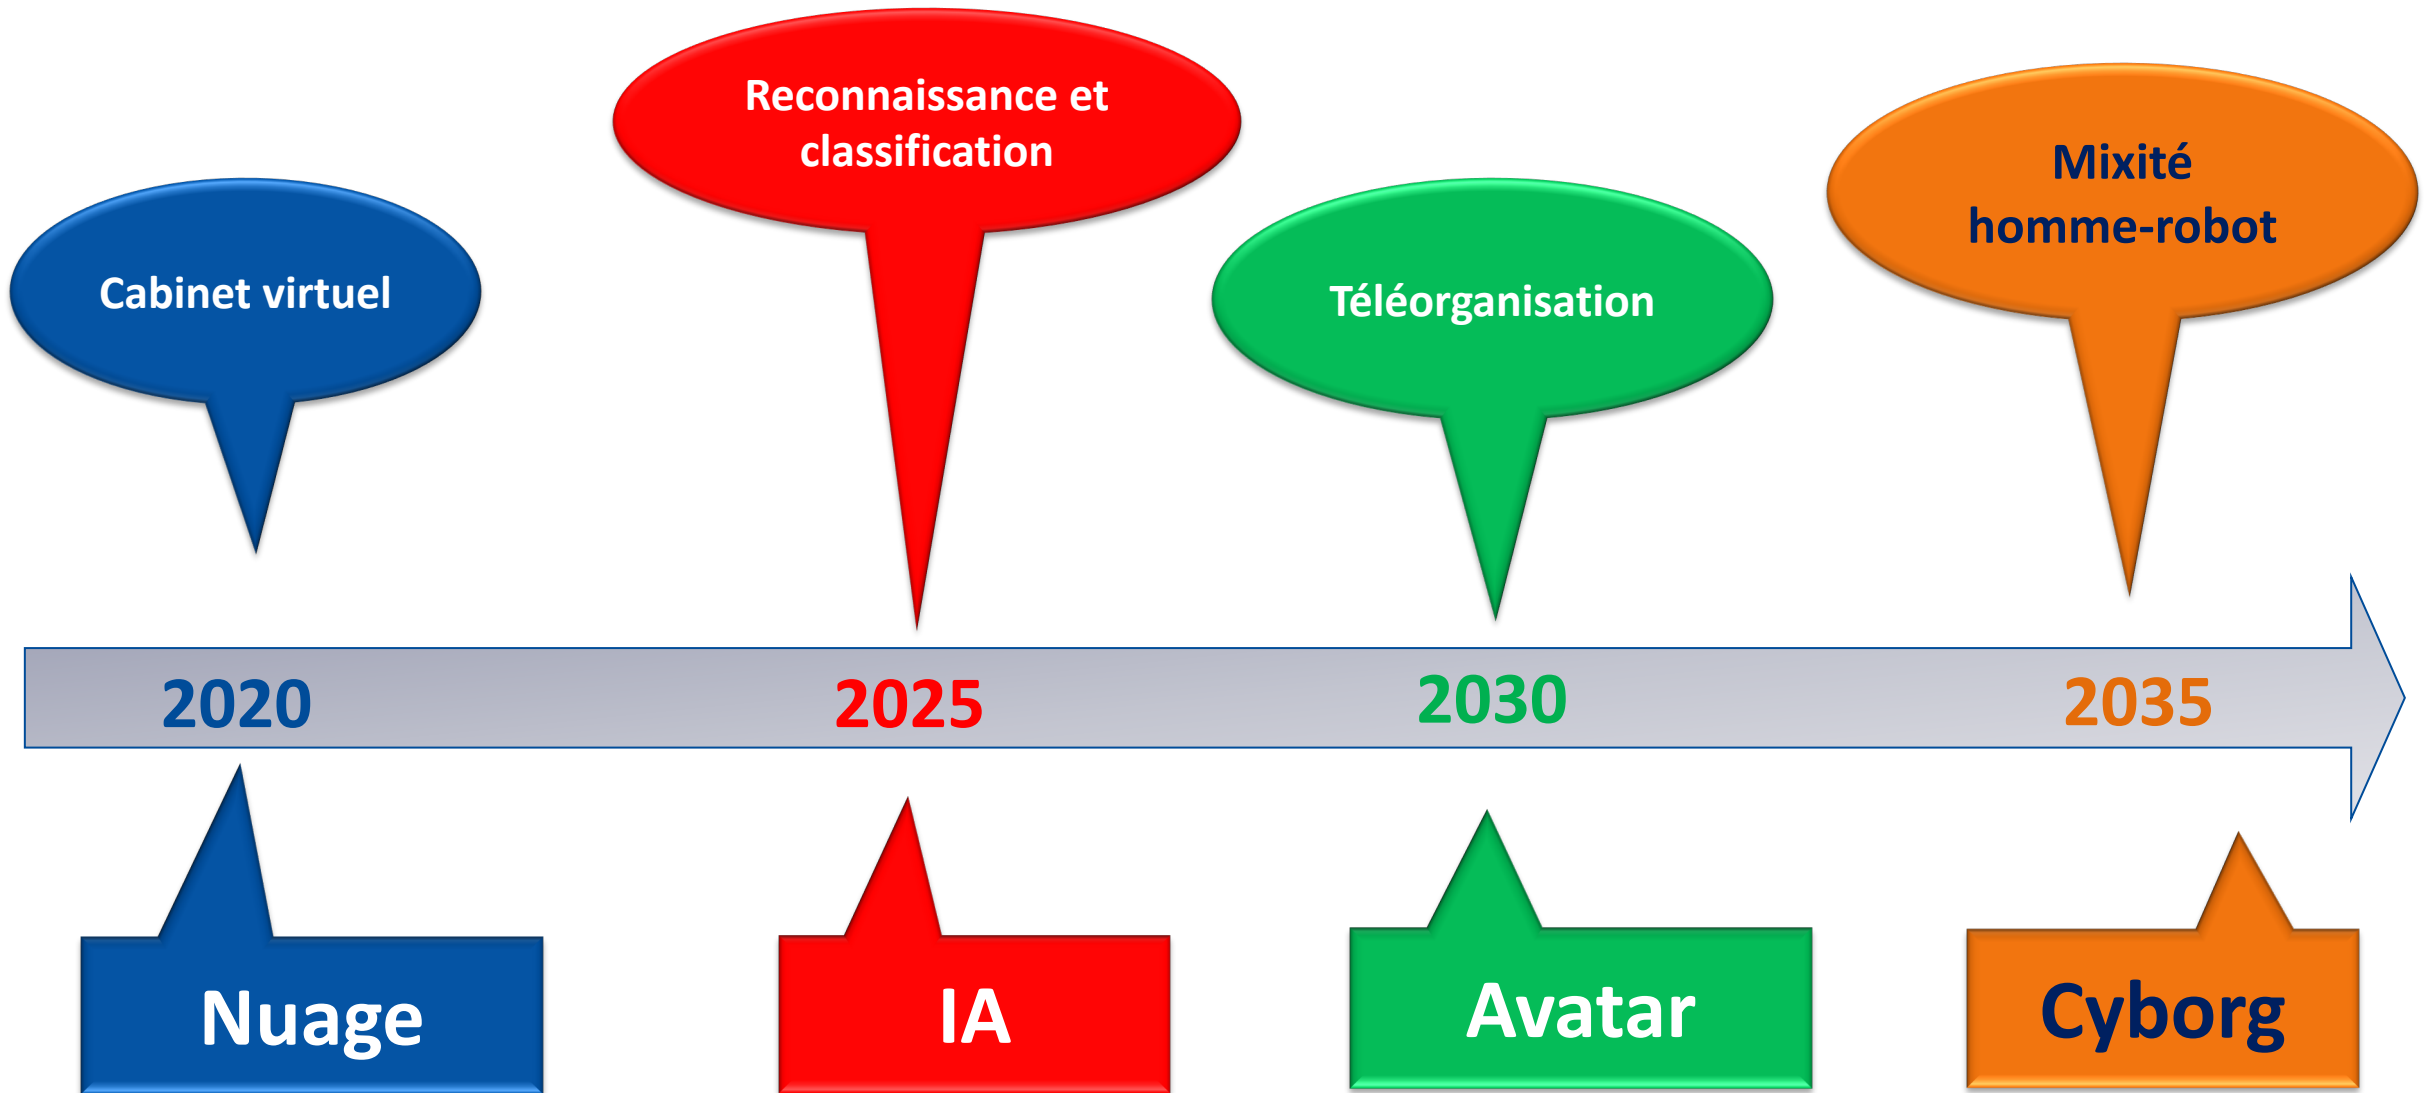 Reconnaissance et
classification
Mixité
homme-robot
Cabinet virtuel
Téléorganisation
2020
2025
2030
2035
Nuage
IA
Avatar
Cyborg